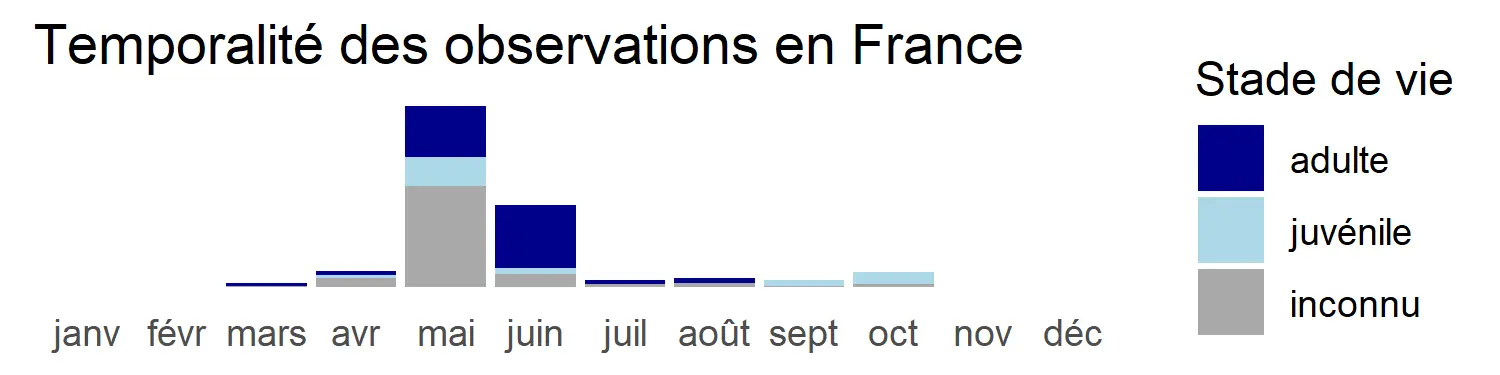 Temporalité des observations en France
Stade de vie
adulte
juvénile
inconnu
janv févr mars avr mai juin juil août sept oct nov déc